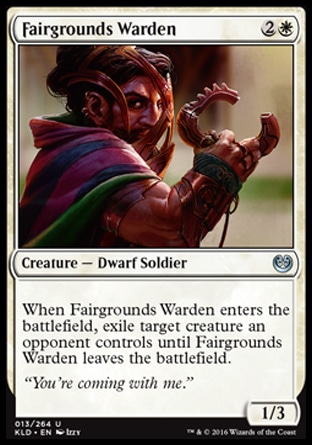 Fairgrounds Warden 2
Creature — Dwarf Soldier
When Fairgrounds Warden enters the
battlefield, exile target creature an
opponent controls until Fairgrounds
Warden leaves the battlefield.
“You’re coming with me.”
1/3
013/264 U
KLD • EN Izzy
™ & © 2016 Wizards of the Coast